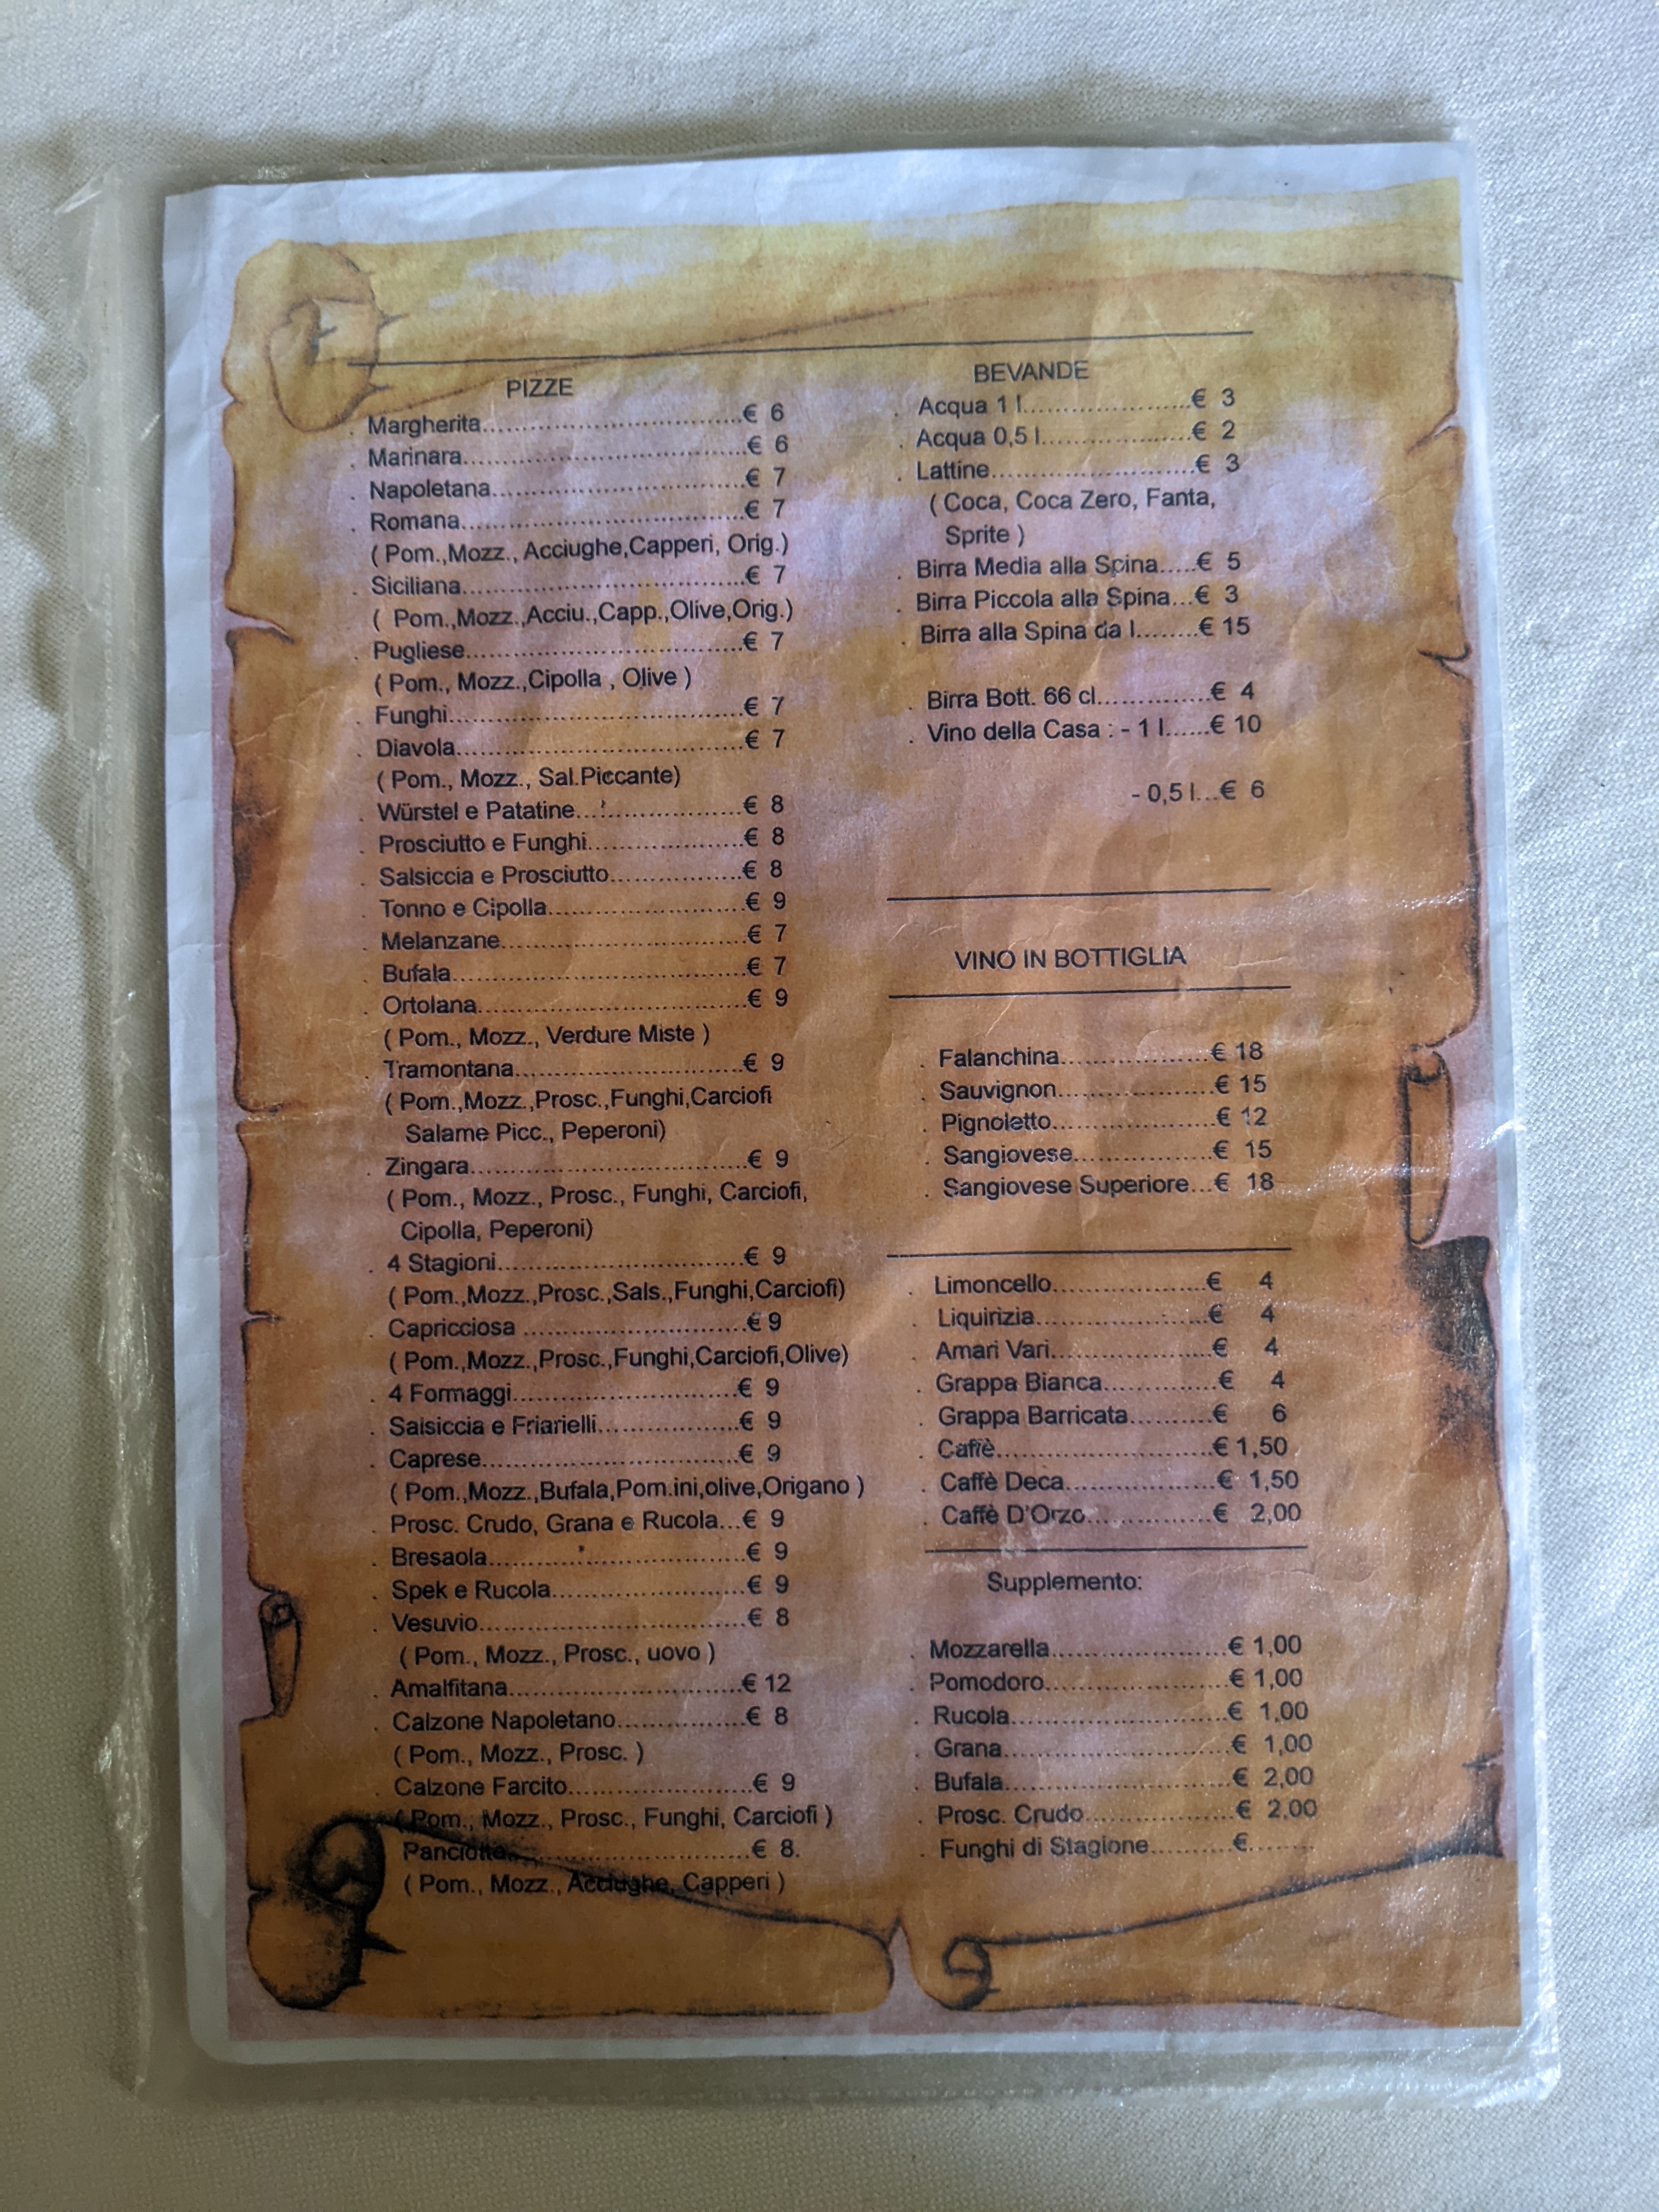 PIZZE
. Margherita..............................€ 6
. Marinara.................................€ 6
. Napoletana.............................€ 7
. Romana.................................€ 7
( Pom.,Mozz., Acciughe,Capperi, Orig.)
. Siciliana..................................€ 7
( Pom.,Mozz.,Acciu.,Capp.,Olive,Orig.)
. Pugliese.................................€ 7
( Pom., Mozz.,Cipolla , Olive )
. Funghi...................................€ 7
. Diavola..................................€ 7
( Pom., Mozz., Sal.Piccante)
. Würstel e Patatine...................€ 8
. Prosciutto e Funghi..................€ 8
. Salsiccia e Prosciutto...............€ 8
. Tonno e Cipolla.......................€ 9
. Melanzane.............................€ 7
. Bufala...................................€ 7
. Ortolana................................€ 9
( Pom., Mozz., Verdure Miste )
. Tramontana...........................€ 9
( Pom.,Mozz.,Prosc.,Funghi,Carciofi
Salame Picc., Peperoni)
. Zingara.................................€ 9
( Pom., Mozz., Prosc., Funghi, Carciofi,
Cipolla, Peperoni)
. 4 Stagioni.............................€ 9
( Pom.,Mozz.,Prosc.,Sals.,Funghi,Carciofi)
. Capricciosa ..........................€ 9
( Pom.,Mozz.,Prosc.,Funghi,Carciofi,Olive)
. 4 Formaggi..........................€ 9
. Salsiccia e Friarielli................€ 9
. Caprese..............................€ 9
( Pom.,Mozz.,Bufala,Pom.ini,olive,Origano )
. Prosc. Crudo, Grana e Rucola...€ 9
. Bresaola..............................€ 9
. Spek e Rucola......................€ 9
. Vesuvio...............................€ 8
( Pom., Mozz., Prosc., uovo )
. Amalfitana...........................€ 12
. Calzone Napoletano...............€ 8
( Pom., Mozz., Prosc. )
. Calzone Farcito.....................€ 9
( Pom., Mozz., Prosc., Funghi, Carciofi )
Panciotto.............................€ 8.
( Pom., Mozz., Acciughe, Capperi )
BEVANDE
. Acqua 1 l.....................€ 3
. Acqua 0,5 l..................€ 2
. Lattine........................€ 3
( Coca, Coca Zero, Fanta,
Sprite )
. Birra Media alla Spina.....€ 5
. Birra Piccola alla Spina...€ 3
. Birra alla Spina da l........€ 15
. Birra Bott. 66 cl.............€ 4
. Vino della Casa : - 1 l......€ 10
- 0,5 l...€ 6
VINO IN BOTTIGLIA
. Falanchina..................€ 18
. Sauvignon...................€ 15
. Pignoletto....................€ 12
. Sangiovese.................€ 15
. Sangiovese Superiore...€ 18
. Limoncello...................€ 4
. Liquirizia......................€ 4
. Amari Vari....................€ 4
. Grappa Bianca.............€ 4
. Grappa Barricata..........€ 6
. Caffè...........................€ 1,50
. Caffè Deca...................€ 1,50
. Caffè D'Orzo................€ 2,00
Supplemento:
. Mozzarella......................€ 1,00
. Pomodoro.......................€ 1,00
. Rucola...........................€ 1,00
. Grana............................€ 1,00
. Bufala............................€ 2,00
. Prosc. Crudo...................€ 2,00
. Funghi di Stagione..........€........